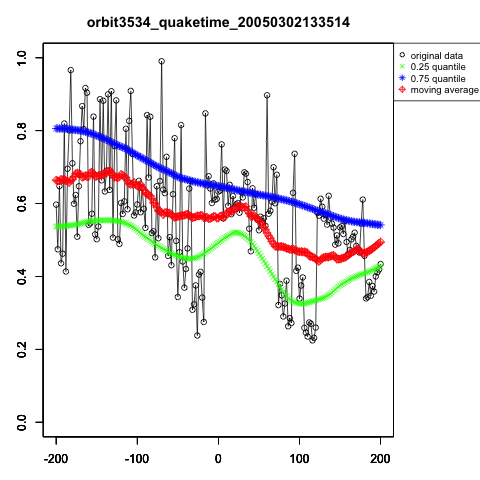 orbit3534_quaketime_20050302133514
original data
0.25 quantile
0.75 quantile
moving average
1.0
0.8
0.6
0.4
0.2
0.0
-200 -100 0 100 200